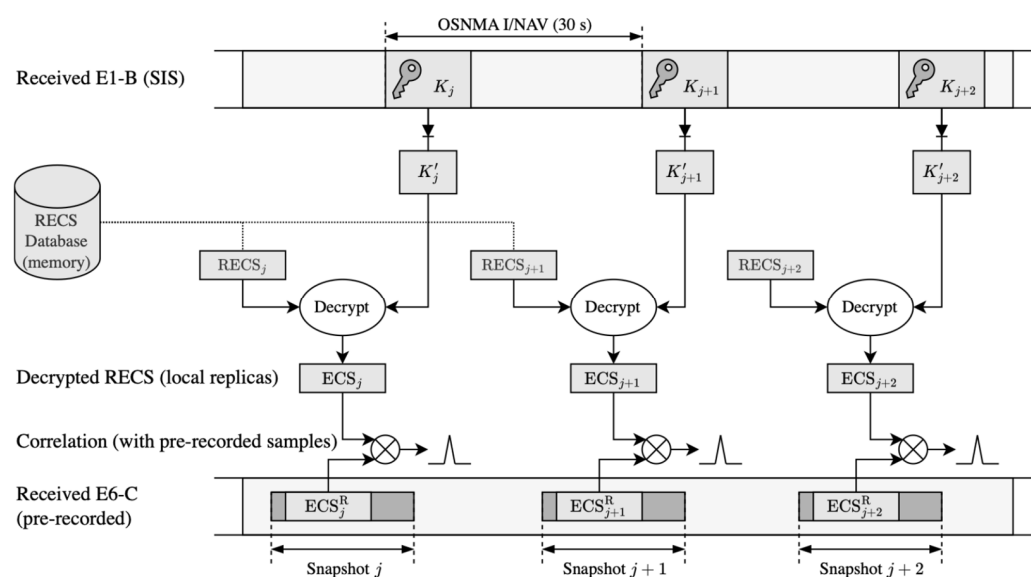 OSNMA I/NAV (30 s)
Received E1-B (SIS)
K_j
K_{j+1}
K_{j+2}
K'_j
K'_{j+1}
K'_{j+2}
RECS
Database
(memory)
RECS_j
RECS_{j+1}
RECS_{j+2}
Decrypt
Decrypt
Decrypt
Decrypted RECS (local replicas)
ECS_j
ECS_{j+1}
ECS_{j+2}
Correlation (with pre-recorded samples)
Received E6-C
(pre-recorded)
ECS^R_j
ECS^R_{j+1}
ECS^R_{j+2}
Snapshot j
Snapshot j + 1
Snapshot j + 2